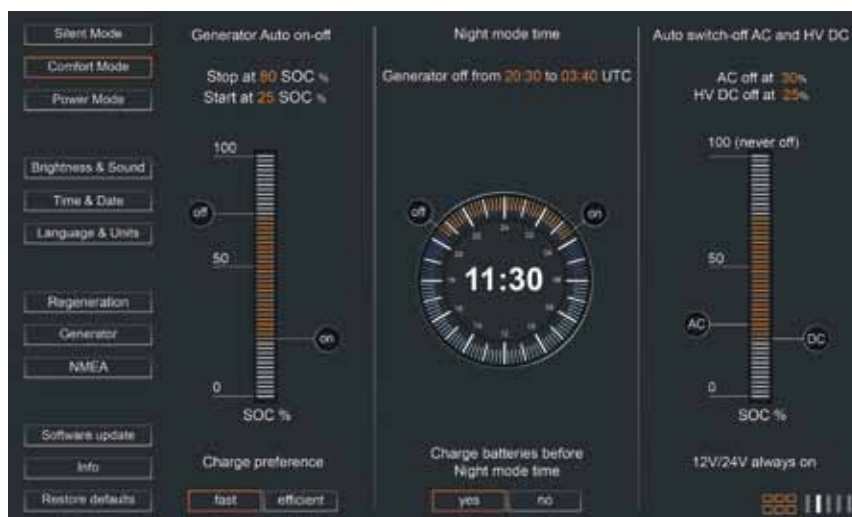 Silent Mode
Comfort Mode
Power Mode
Brightness & Sound
Time & Date
Language & Units
Regeneration
Generator
NMEA
Software update
Info
Restore defaults
Generator Auto on-off
Stop at 80 SOC %
Start at 25 SOC %
100
off
50
on
0
SOC %
Charge preference
fast efficient
Night mode time
Generator off from 20:30 to 03:40 UTC
off on
24
11:30
12
Charge batteries before
Night mode time
yes no
Auto switch-off AC and HV DC
AC off at 30%
HV DC off at 25%
100 (never off)
50
AC
DC
0
SOC %
12V/24V always on